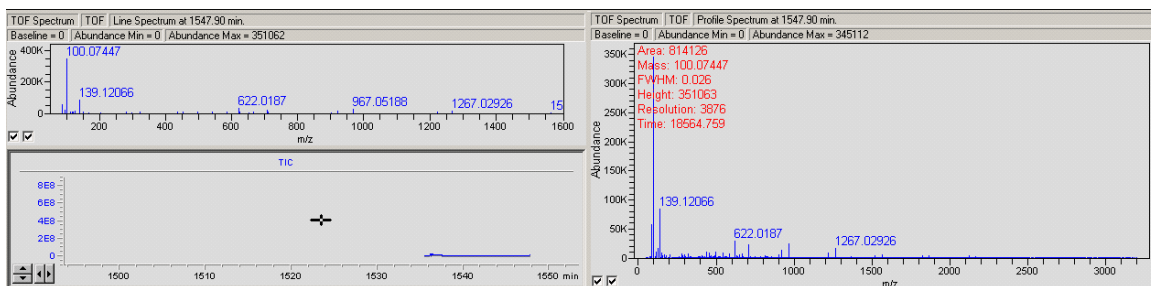 TOF Spectrum TOF Line Spectrum at 1547.90 min.
Baseline = 0 Abundance Min = 0 Abundance Max = 351062
400K
200K
0
Abundance
100.07447
139.12066
622.0187
967.05188
1267.02926
15
200 400 600 800 1000 1200 1400 1600
m/z
TIC
8E8
6E8
4E8
2E8
0
1500 1510 1520 1530 1540 1550 min
TOF Spectrum TOF Profile Spectrum at 1547.90 min.
Baseline = 0 Abundance Min = 0 Abundance Max = 345112
Area: 814126
Mass: 100.07447
FWHM: 0.026
Height: 351063
Resolution: 3876
Time: 18564.759
350K
300K
250K
200K
150K
100K
50K
0
Abundance
139.12066
622.0187
1267.02926
0 500 1000 1500 2000 2500 3000
m/z